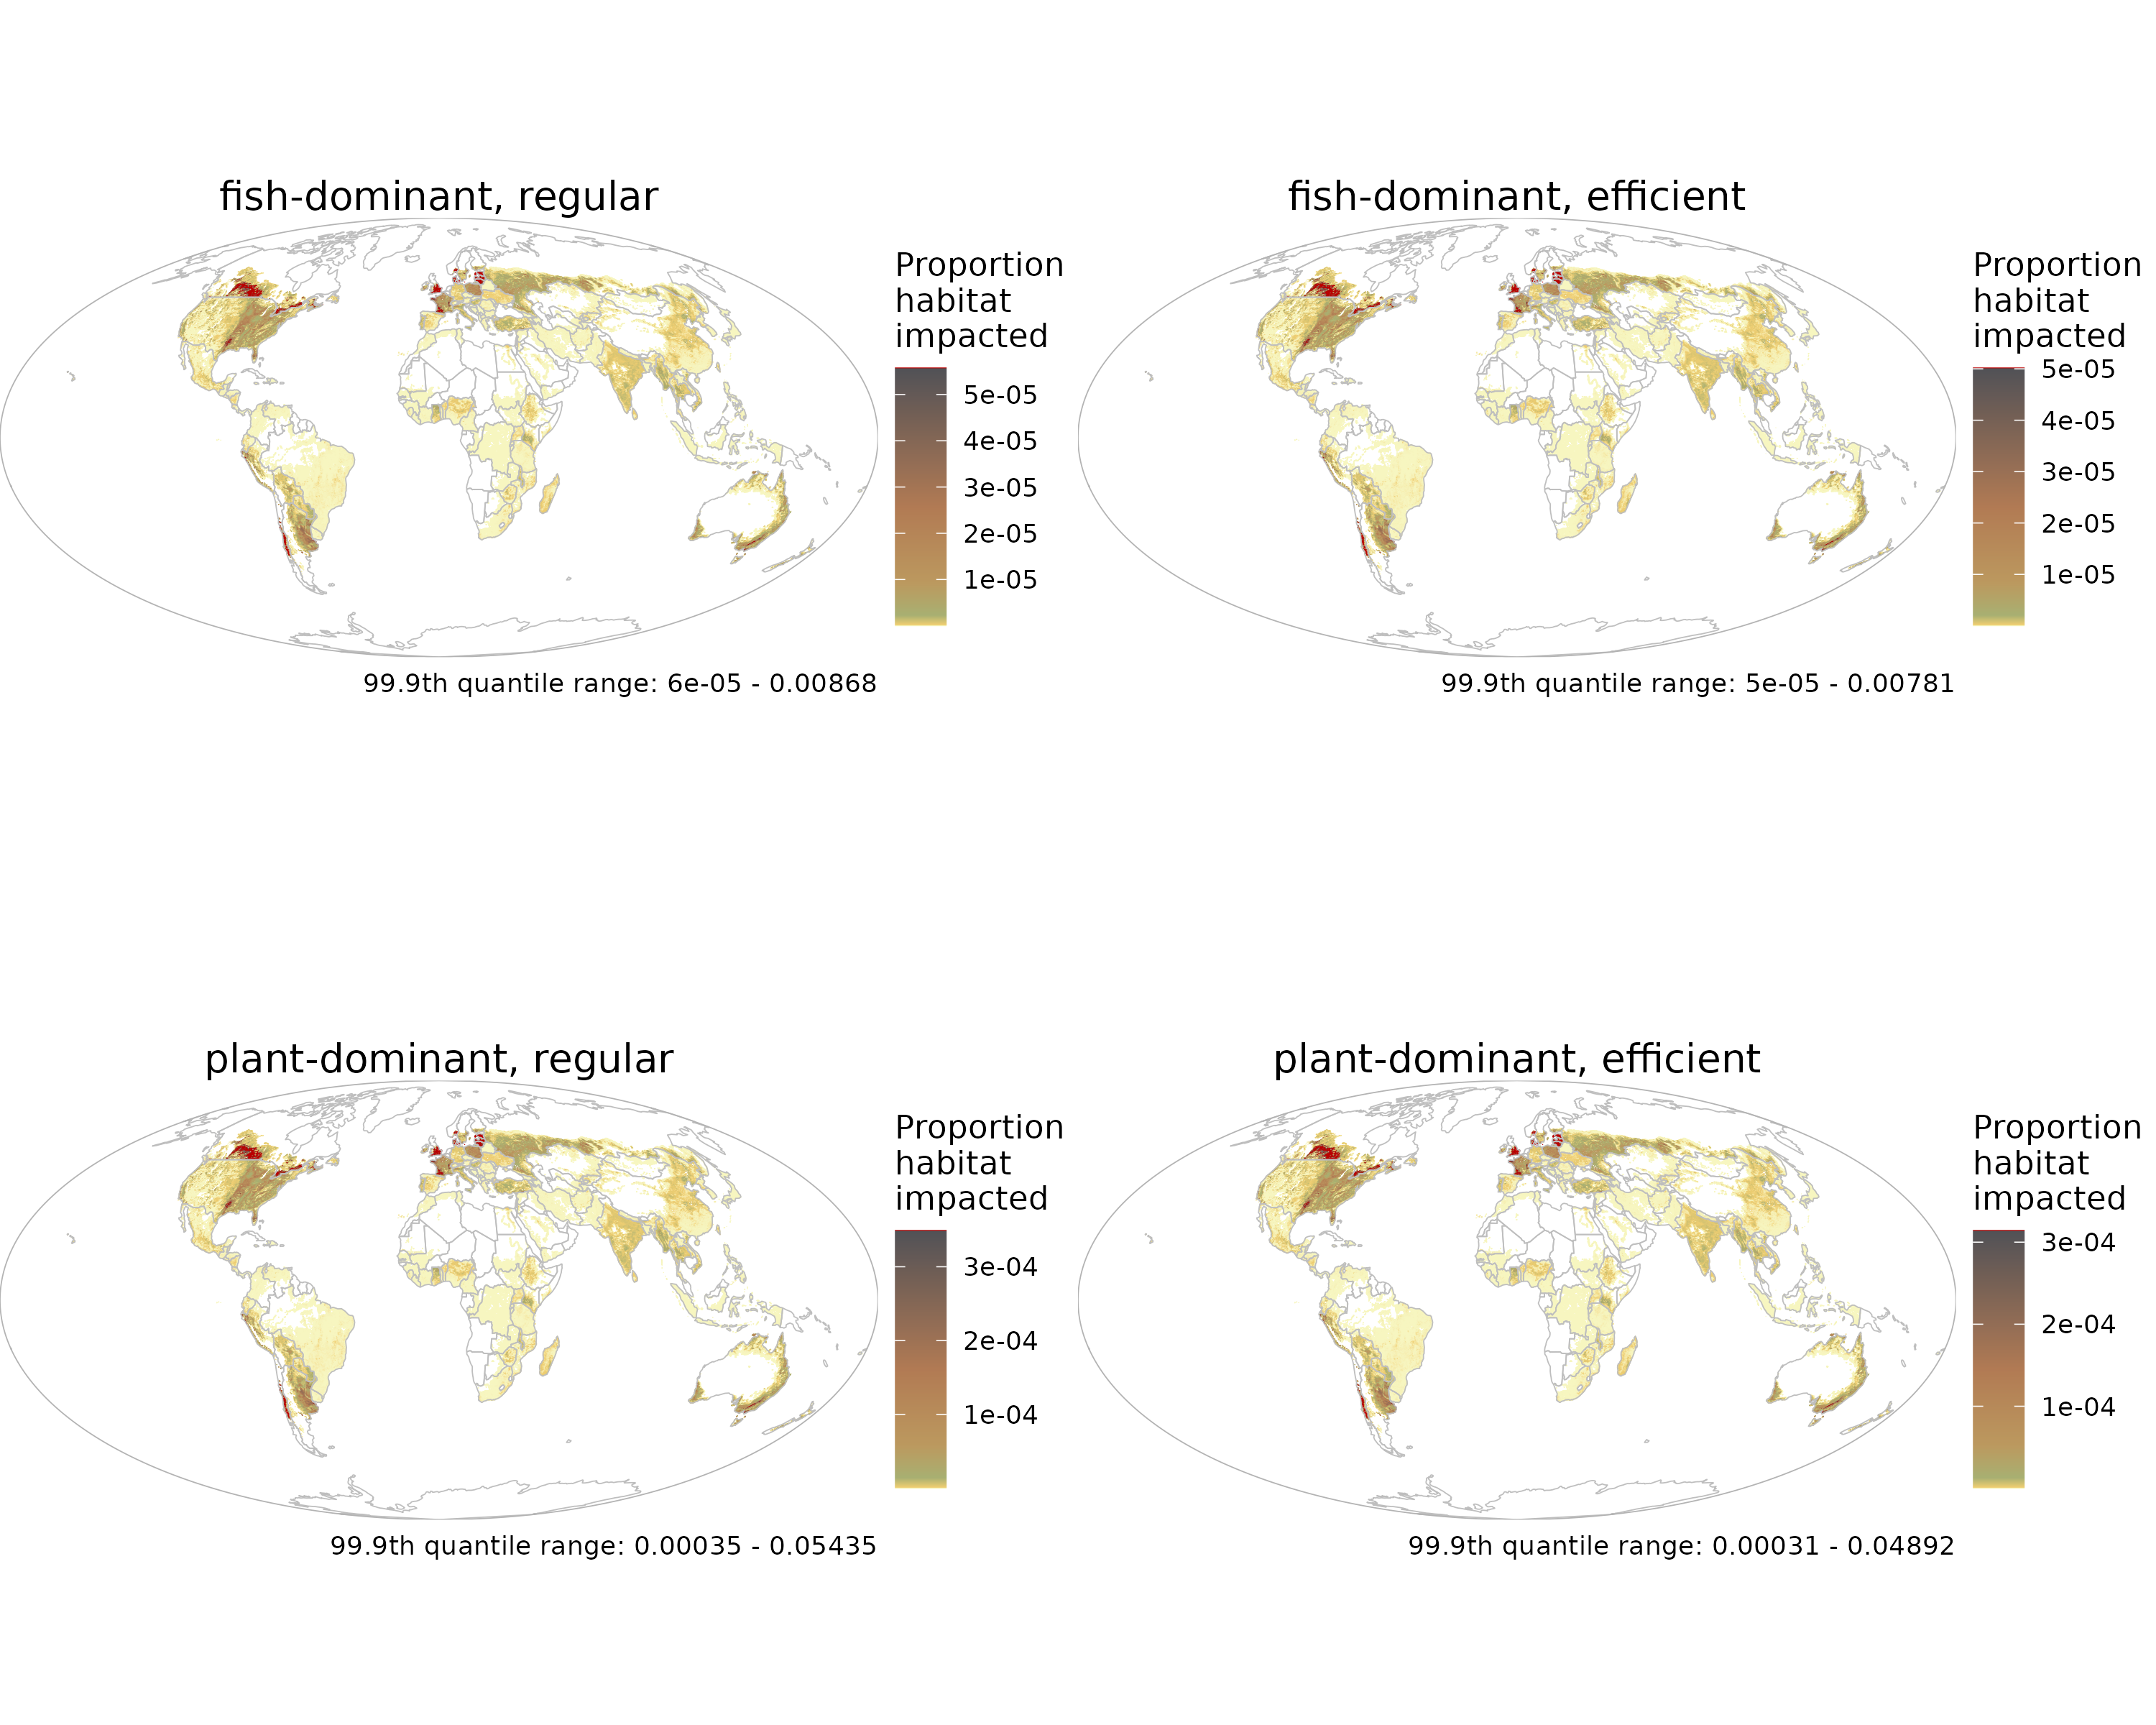 fish-dominant, regular
Proportion
habitat
impacted
5e-05
4e-05
3e-05
2e-05
1e-05
99.9th quantile range: 6e-05 - 0.00868
fish-dominant, efficient
Proportion
habitat
impacted
5e-05
4e-05
3e-05
2e-05
1e-05
99.9th quantile range: 5e-05 - 0.00781
plant-dominant, regular
Proportion
habitat
impacted
3e-04
2e-04
1e-04
99.9th quantile range: 0.00035 - 0.05435
plant-dominant, efficient
Proportion
habitat
impacted
3e-04
2e-04
1e-04
99.9th quantile range: 0.00031 - 0.04892